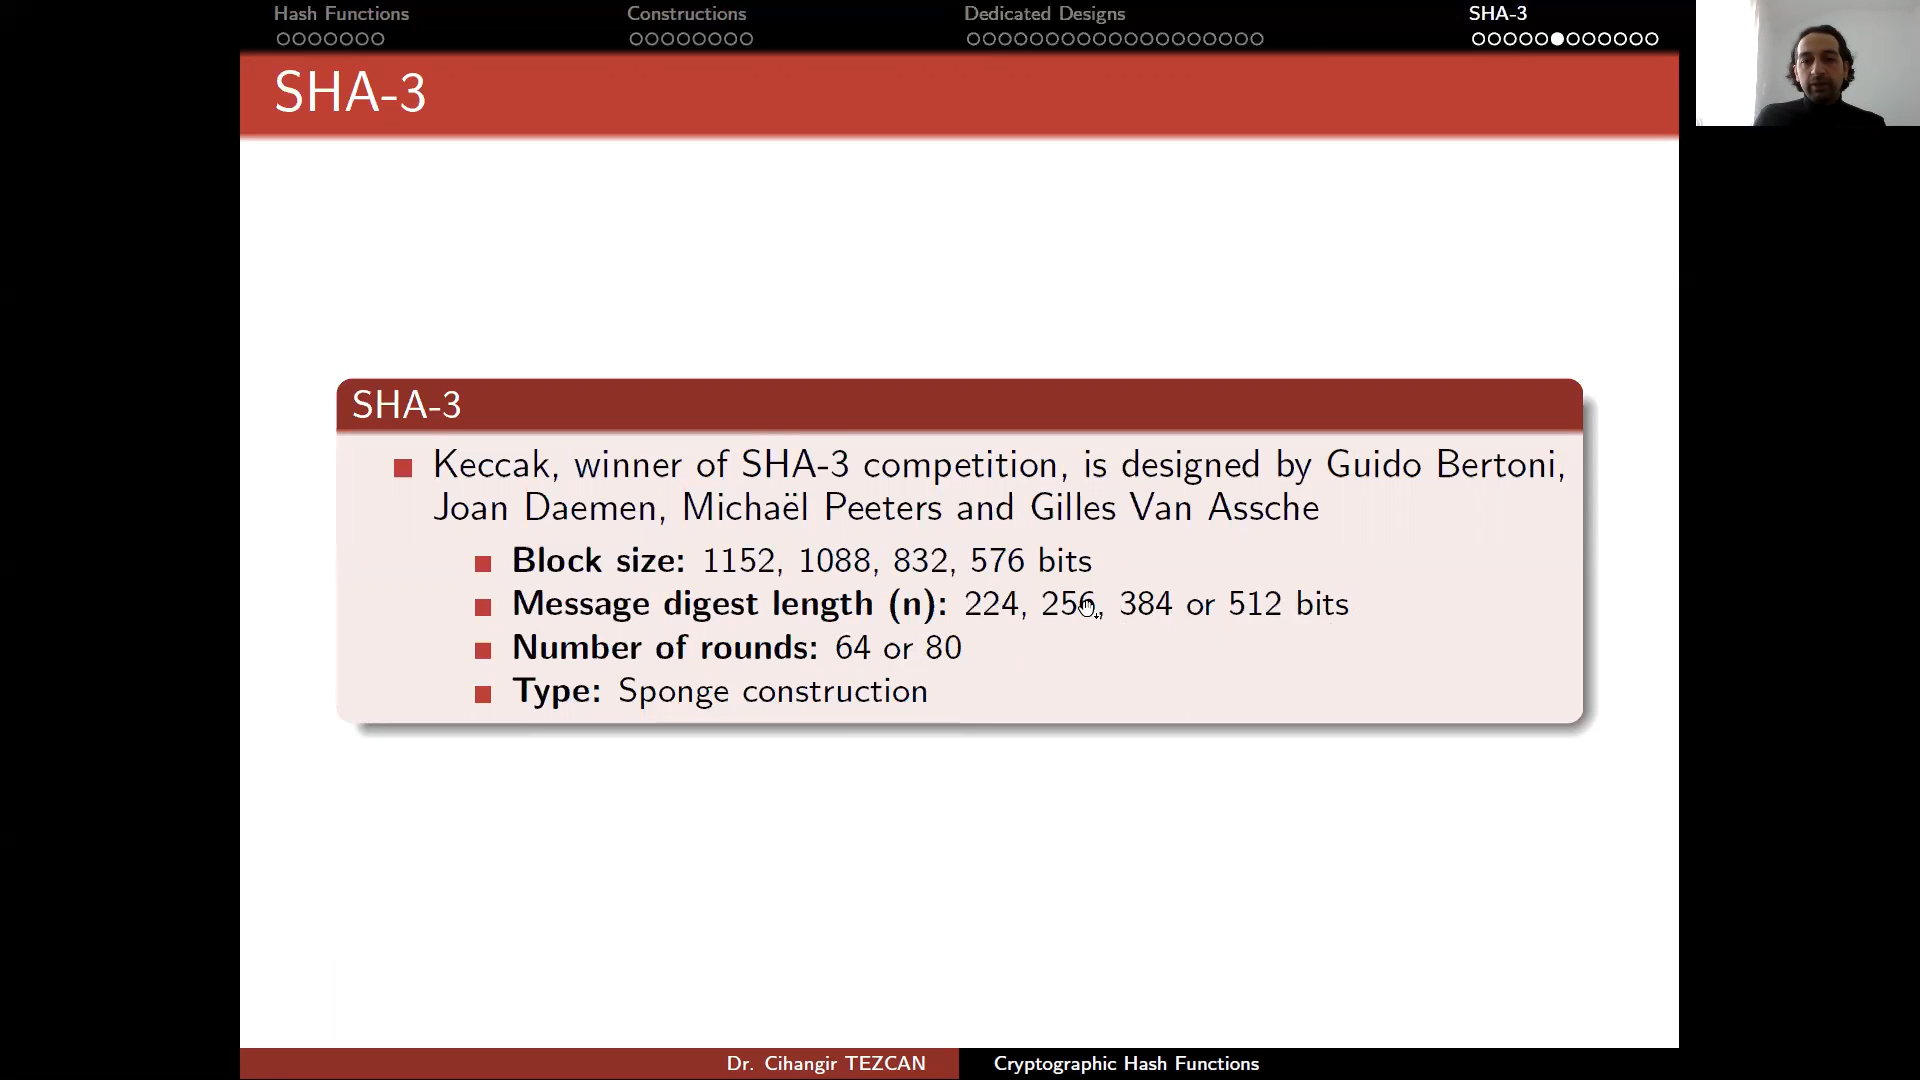 Hash Functions
Constructions
Dedicated Designs
SHA-3
SHA-3
SHA-3
Keccak, winner of SHA-3 competition, is designed by Guido Bertoni,
Joan Daemen, Michaël Peeters and Gilles Van Assche
Block size: 1152, 1088, 832, 576 bits
Message digest length (n): 224, 256, 384 or 512 bits
Number of rounds: 64 or 80
Type: Sponge construction
Dr. Cihangir TEZCAN
Cryptographic Hash Functions